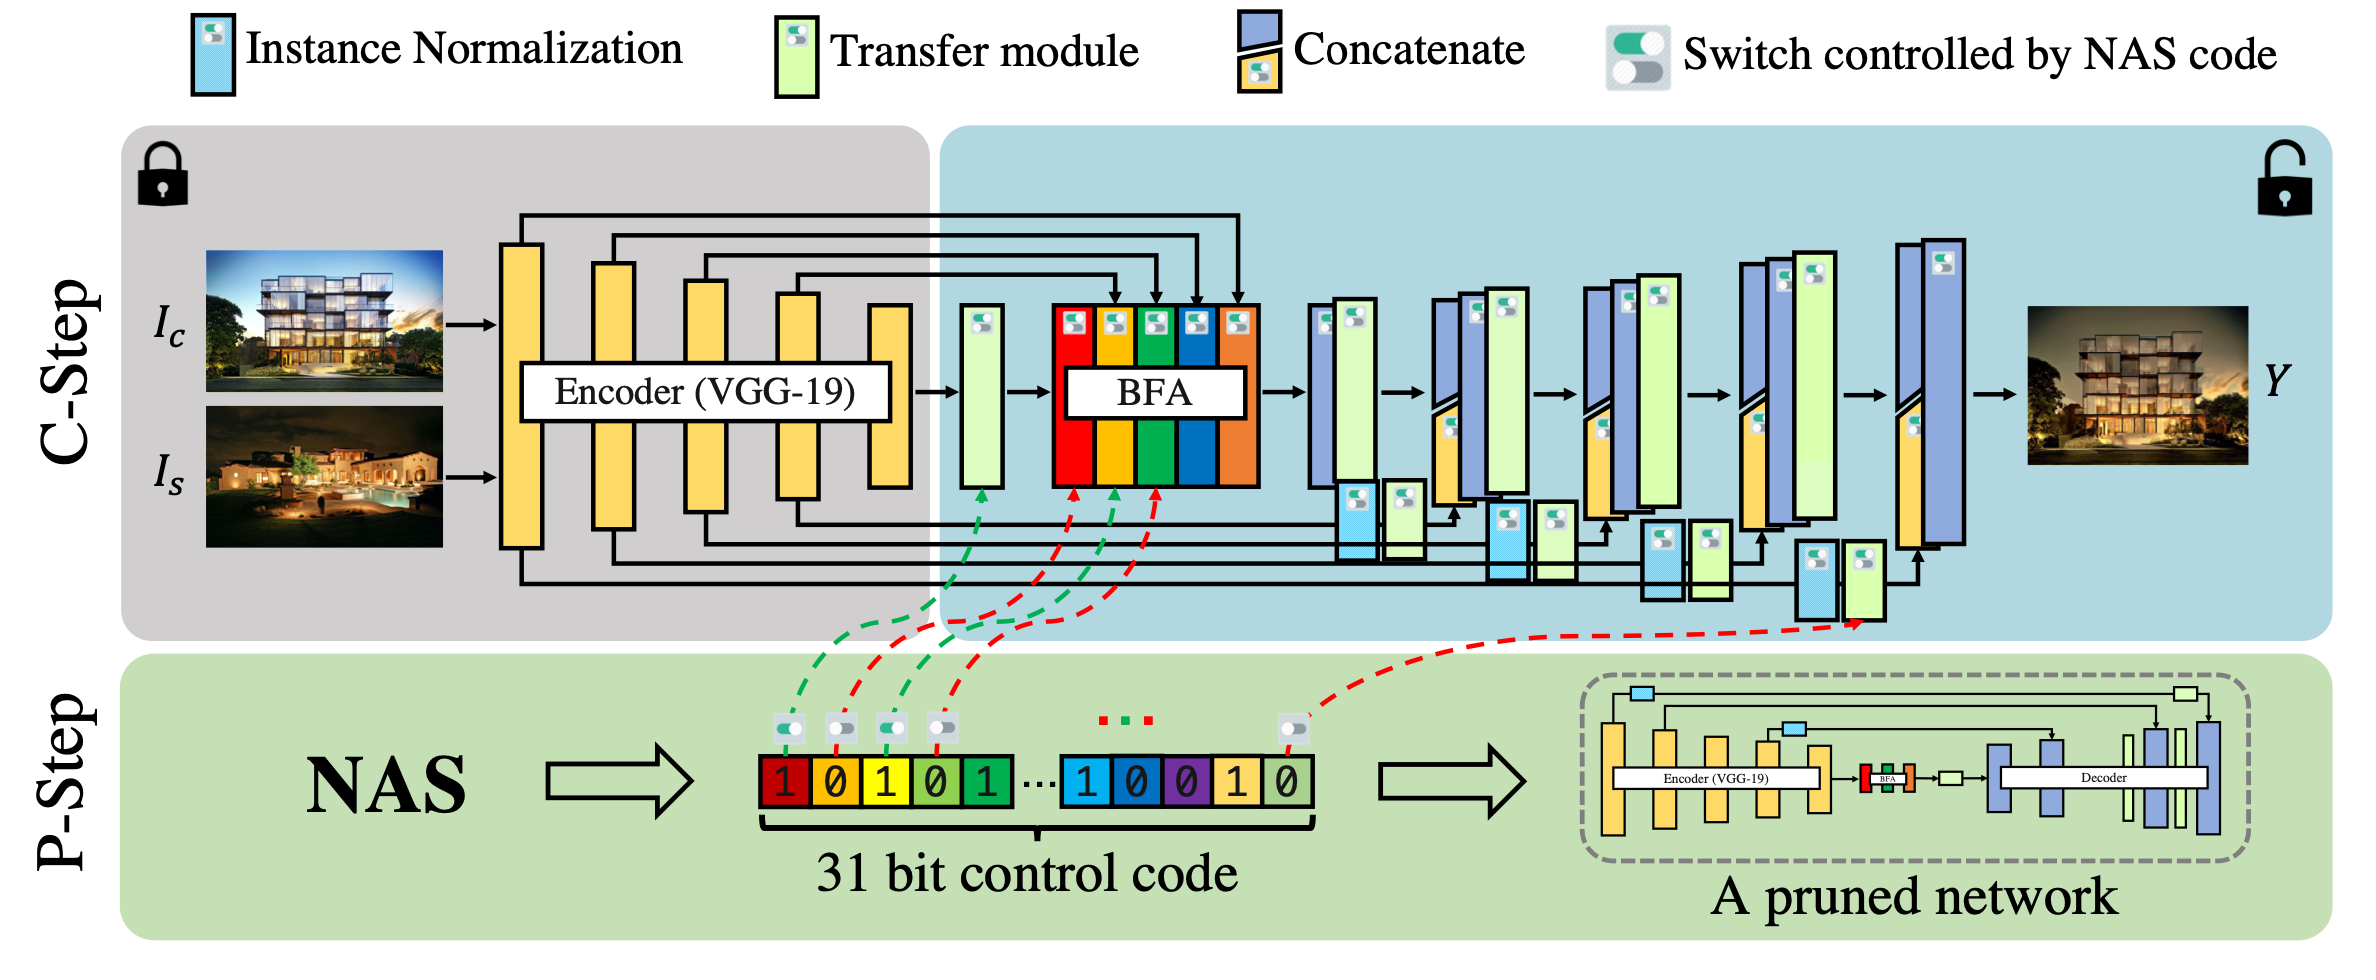 Instance Normalization
Transfer module
Concatenate
Switch controlled by NAS code
C-Step
I_c
I_s
Encoder (VGG-19)
BFA
Y
P-Step
NAS
1 0 1 0 1 ... 1 0 0 1 0
31 bit control code
Encoder (VGG-19)
BFA
Decoder
A pruned network